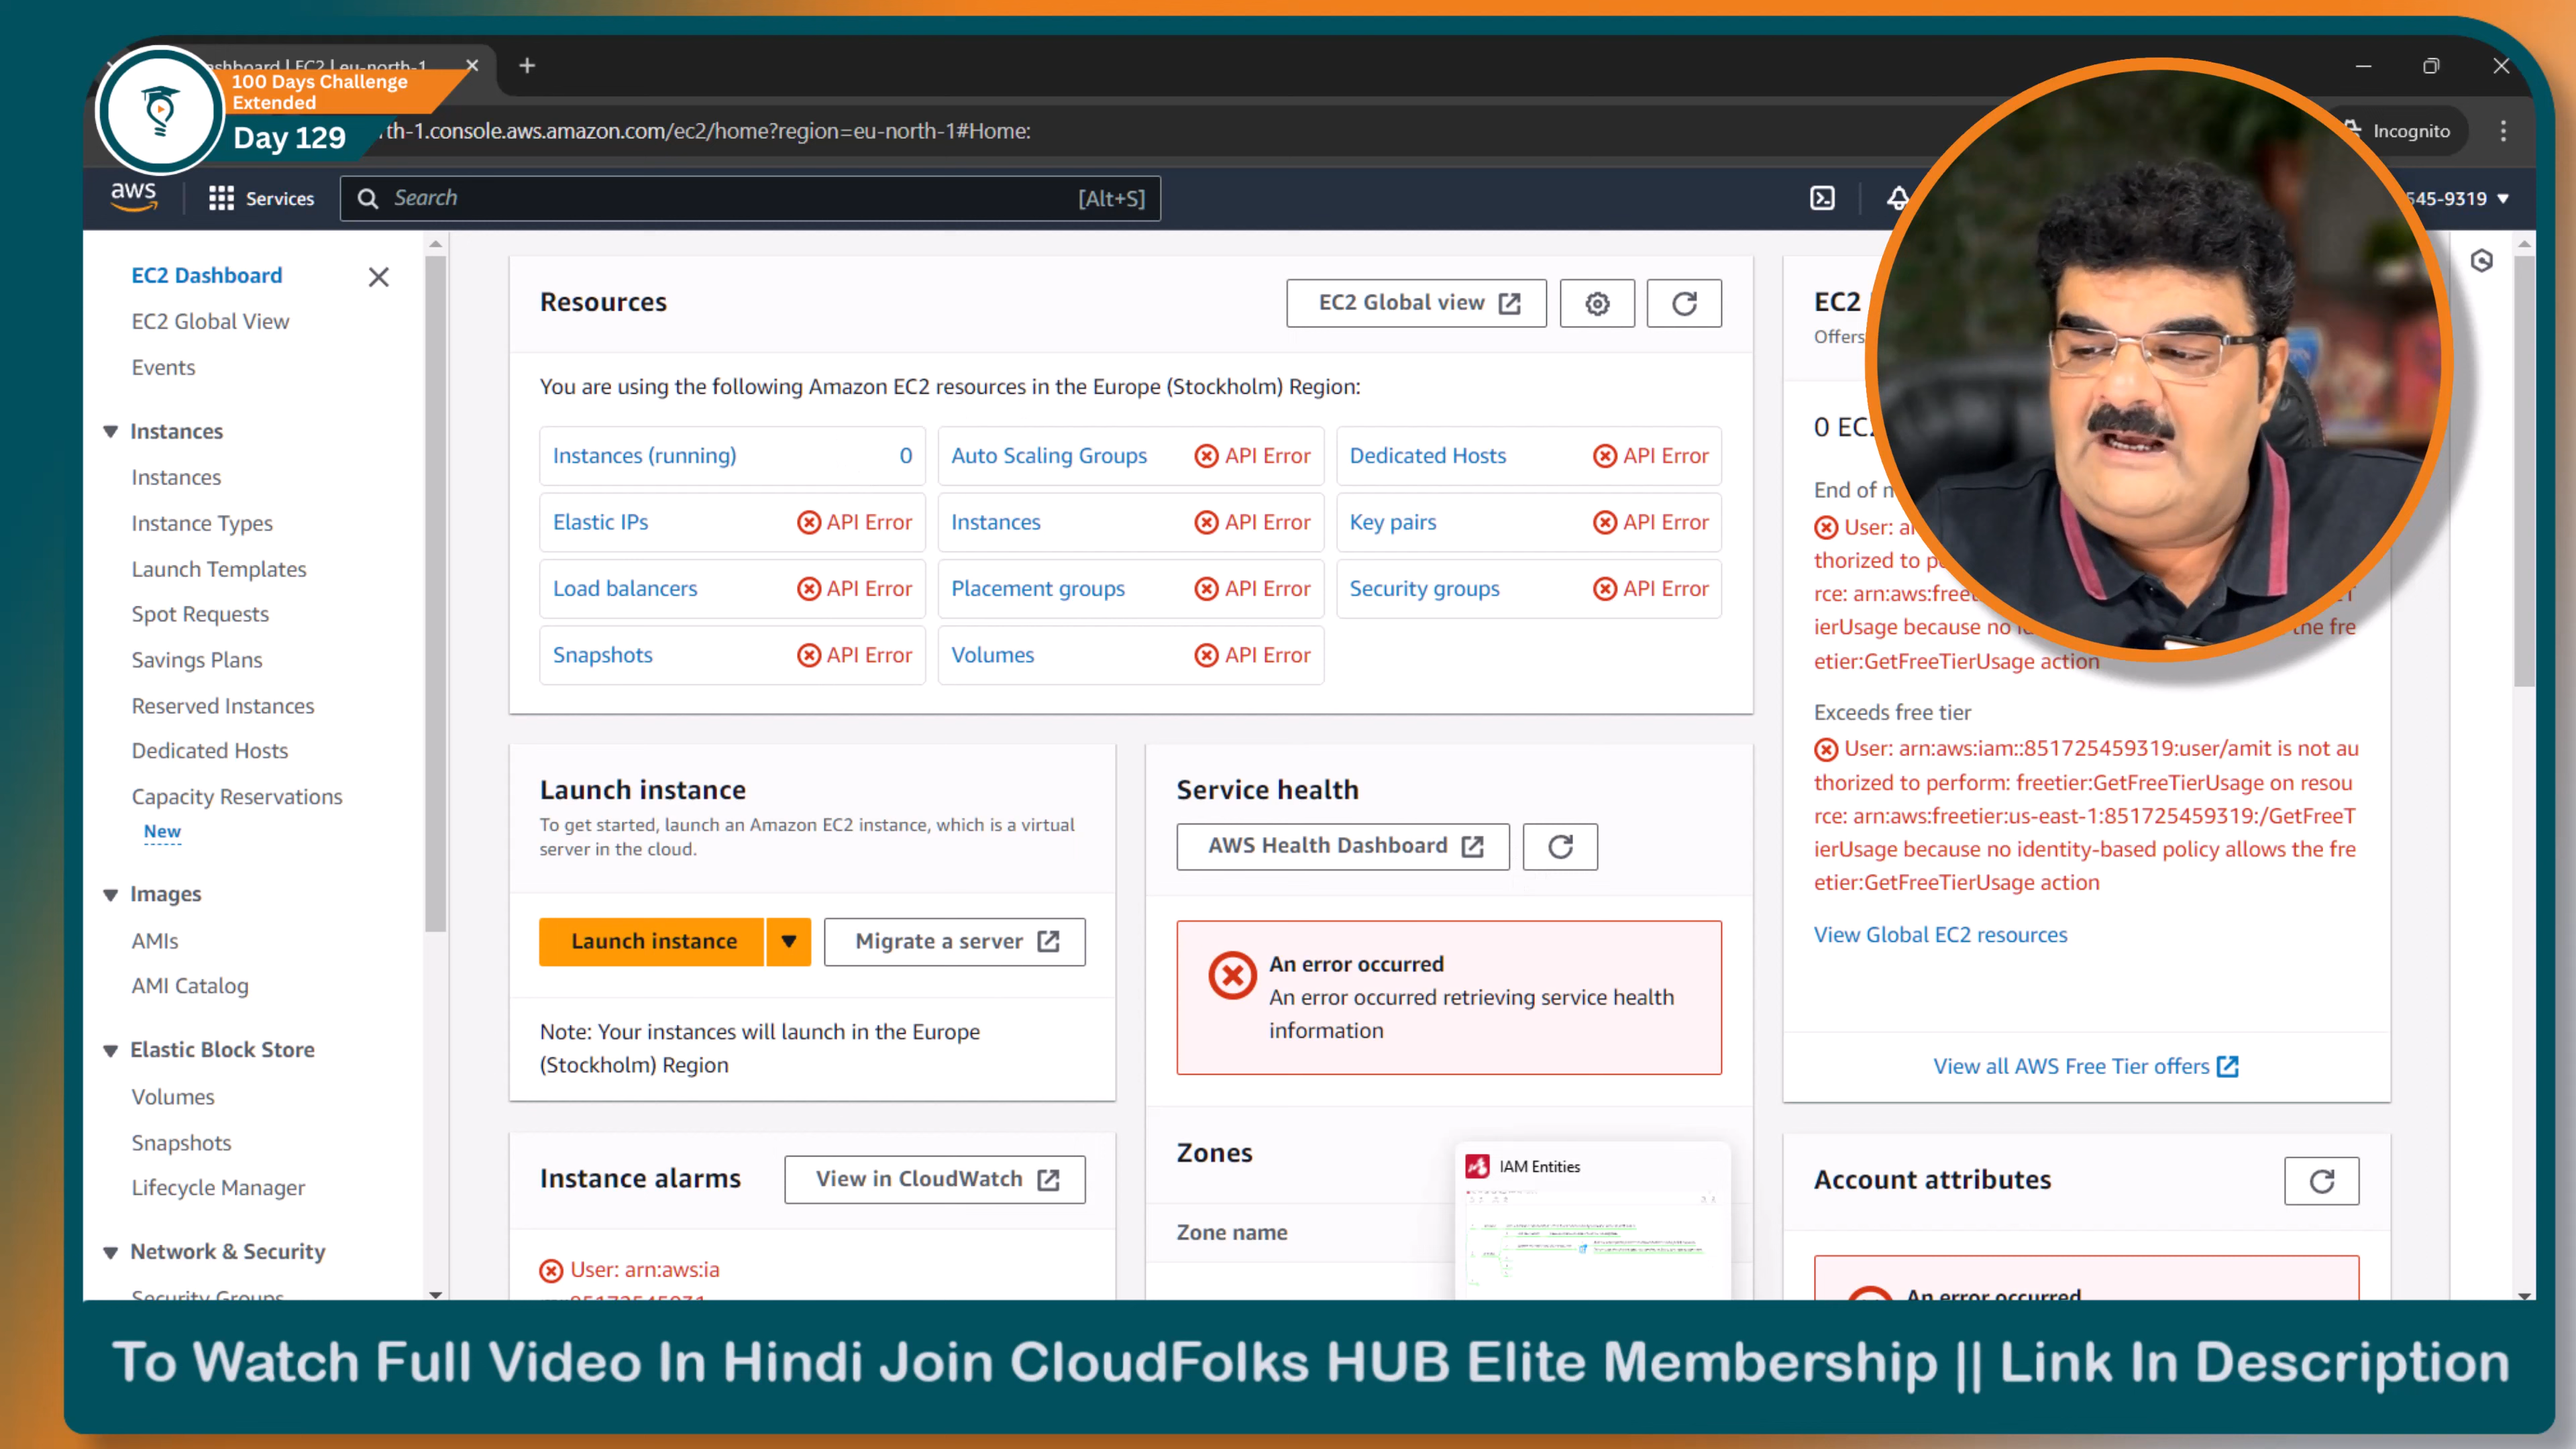 ashboard | EC2 | eu-north-1
100 Days Challenge
Extended
Day 129
th-1.console.aws.amazon.com/ec2/home?region=eu-north-1#Home:
Incognito
aws
Services
Search
[Alt+S]
545-9319
EC2 Dashboard
EC2 Global View
Events
Instances
Instances
Instance Types
Launch Templates
Spot Requests
Savings Plans
Reserved Instances
Dedicated Hosts
Capacity Reservations
New
Images
AMIs
AMI Catalog
Elastic Block Store
Volumes
Snapshots
Lifecycle Manager
Network & Security
Security Groups
Resources
EC2 Global view
You are using the following Amazon EC2 resources in the Europe (Stockholm) Region:
Instances (running) 0
Auto Scaling Groups API Error
Dedicated Hosts API Error
Elastic IPs API Error
Instances API Error
Key pairs API Error
Load balancers API Error
Placement groups API Error
Security groups API Error
Snapshots API Error
Volumes API Error
Launch instance
To get started, launch an Amazon EC2 instance, which is a virtual
server in the cloud.
Launch instance
Migrate a server
Note: Your instances will launch in the Europe
(Stockholm) Region
Instance alarms
View in CloudWatch
User: arn:aws:ia
Service health
AWS Health Dashboard
An error occurred
An error occurred retrieving service health
information
Zones
Zone name
IAM Entities
EC2
Offers
0 EC2
End of
User:
thorized to
rce: arn:aws:freet
ierUsage because no
the fre
etier:GetFreeTierUsage action
Exceeds free tier
User: arn:aws:iam::851725459319:user/amit is not au
thorized to perform: freetier:GetFreeTierUsage on resou
rce: arn:aws:freetier:us-east-1:851725459319:/GetFreeT
ierUsage because no identity-based policy allows the fre
etier:GetFreeTierUsage action
View Global EC2 resources
View all AWS Free Tier offers
Account attributes
An error occurred
To Watch Full Video In Hindi Join CloudFolks HUB Elite Membership || Link In Description